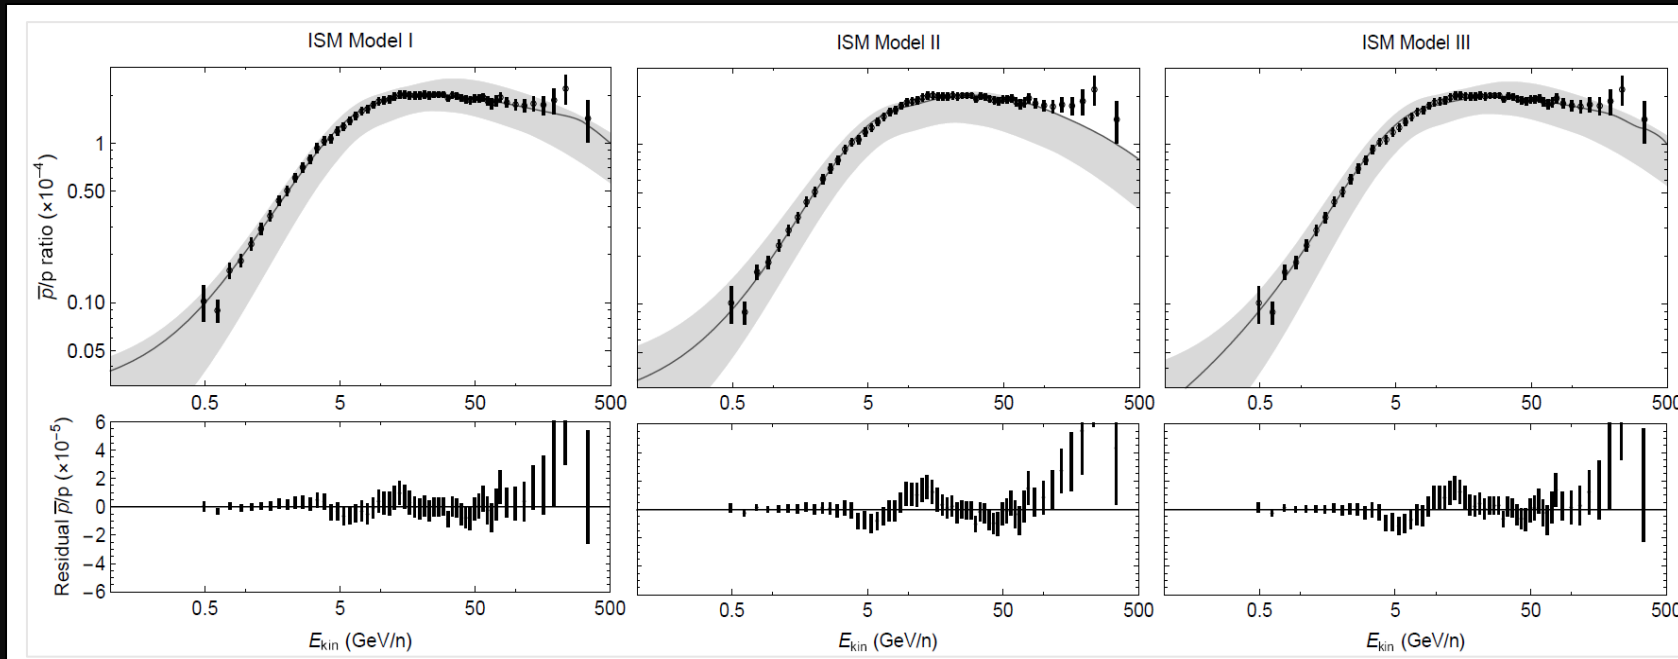 ISM Model I
ISM Model II
ISM Model III
p̅/p ratio (×10⁻⁴)
1
0.50
0.10
0.05
0.5 5 50 500
0.5 5 50 500
0.5 5 50 500
Residual p̅/p (×10⁻⁵)
6
4
2
0
−2
−4
−6
0.5 5 50 500
0.5 5 50 500
0.5 5 50 500
E_kin (GeV/n)
E_kin (GeV/n)
E_kin (GeV/n)